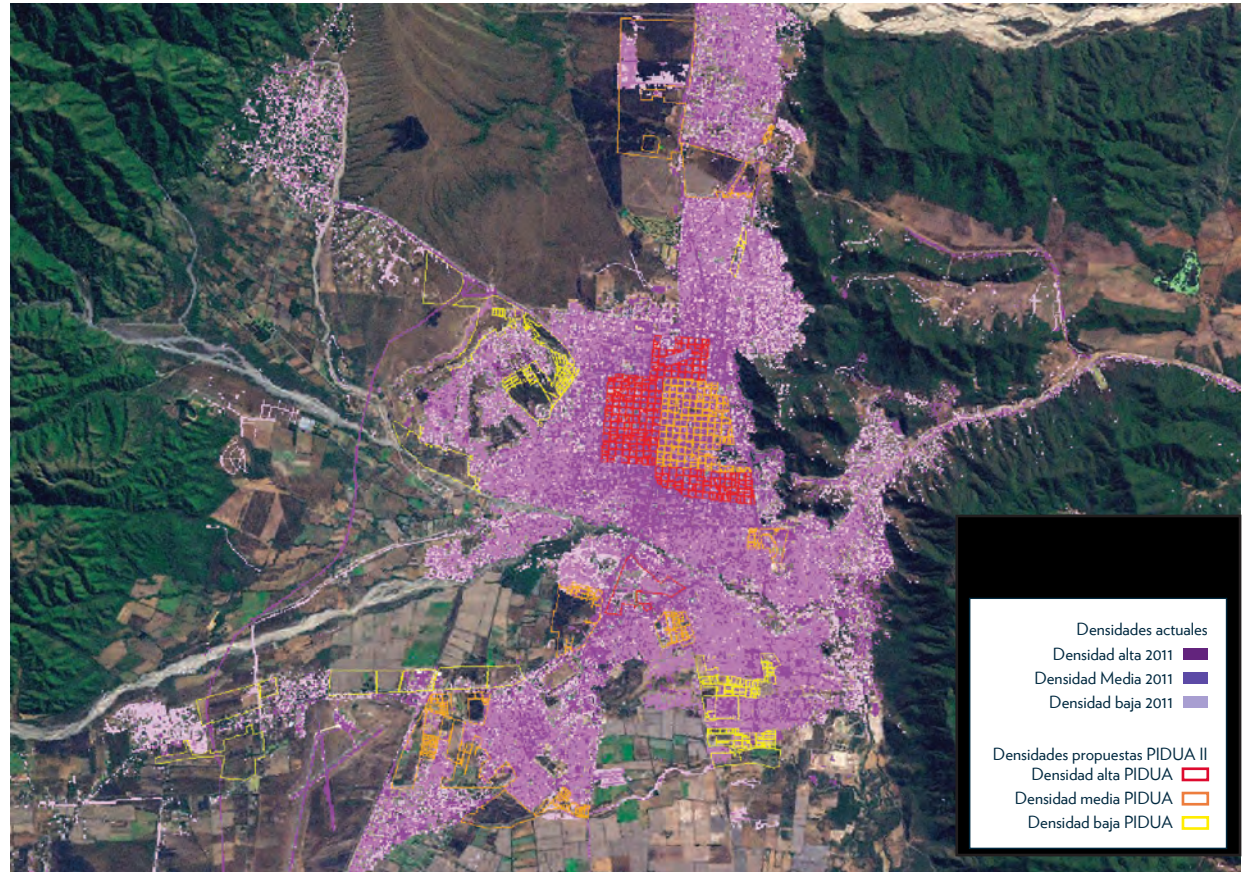 Densidades actuales
Densidad alta 2011
Densidad Media 2011
Densidad baja 2011
Densidades propuestas PIDUA II
Densidad alta PIDUA
Densidad media PIDUA
Densidad baja PIDUA